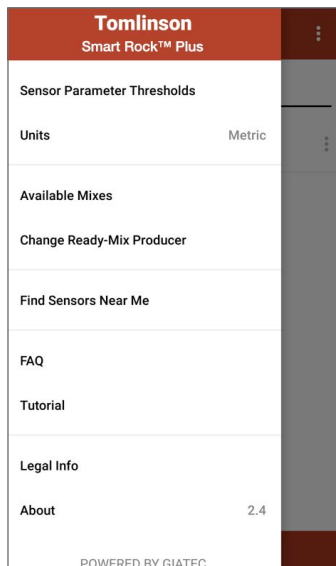 Tomlinson
Smart Rock™ Plus
Sensor Parameter Thresholds
Units Metric
Available Mixes
Change Ready-Mix Producer
Find Sensors Near Me
FAQ
Tutorial
Legal Info
About 2.4
POWERED BY GIATEC